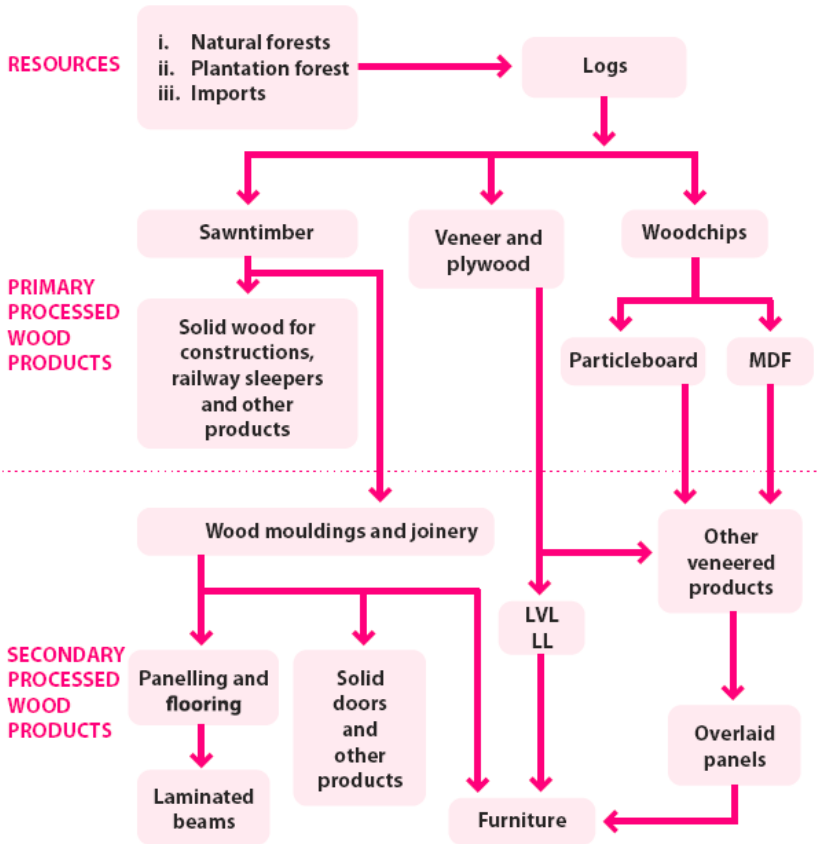 RESOURCES
i. Natural forests
ii. Plantation forest
iii. Imports
Logs
Sawntimber
Veneer and
plywood
Woodchips
PRIMARY
PROCESSED
WOOD
PRODUCTS
Solid wood for
constructions,
railway sleepers
and other
products
Particleboard
MDF
Wood mouldings and joinery
Other
veneered
products
LVL
LL
SECONDARY
PROCESSED
WOOD
PRODUCTS
Panelling and
flooring
Solid
doors
and
other
products
Overlaid
panels
Laminated
beams
Furniture